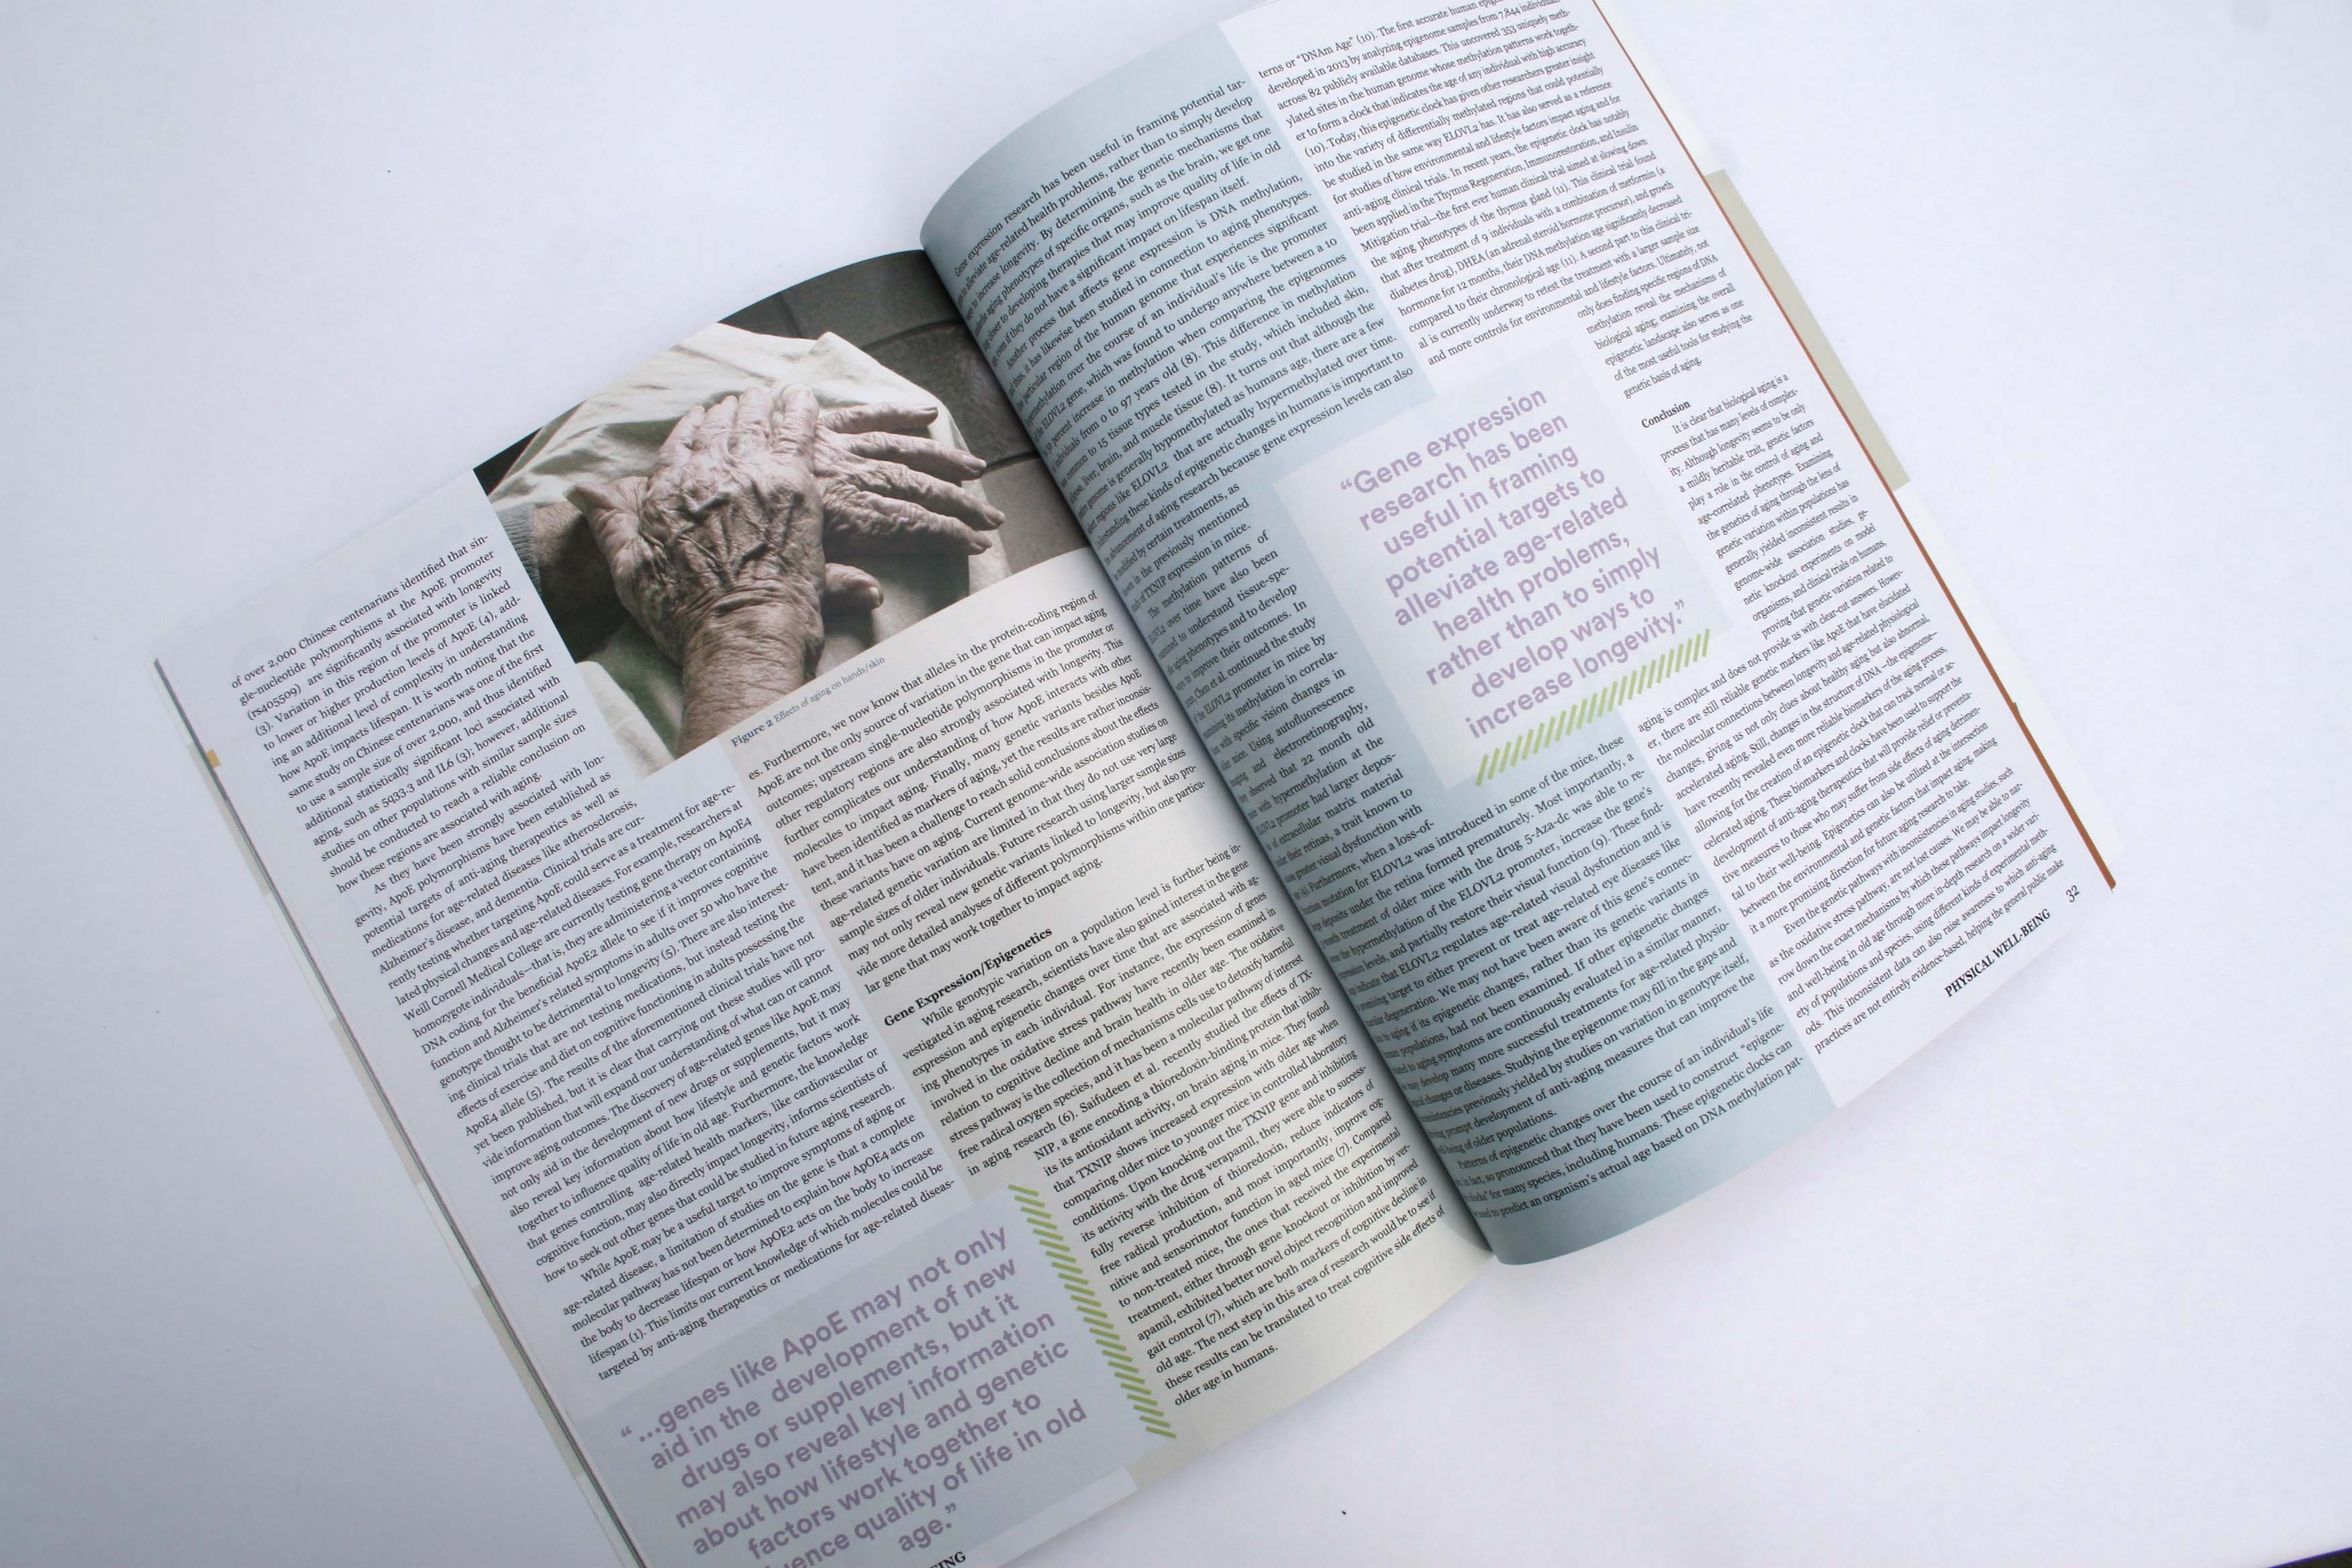 of over 2,000 Chinese centenarians identified that sin-
gle-nucleotide polymorphisms at the ApoE promoter
(rs405509) are significantly associated with longevity
(3). Variation in this region of the promoter is linked
to lower or higher production levels of ApoE (4), add-
ing an additional level of complexity in understanding
how ApoE impacts lifespan. It is worth noting that the
same study on Chinese centenarians was one of the first
to use a sample size of over 2,000, and thus identified
additional statistically significant loci associated with
aging, such as 5q33.3 and IL6 (3); however, additional
studies on other populations with similar sample sizes
should be conducted to reach a reliable conclusion on
how these regions are associated with aging.
As they have been strongly associated with lon-
gevity, ApoE polymorphisms have been established as
potential targets of anti-aging therapeutics as well as
medications for age-related diseases like atherosclerosis,
Alzheimer's disease, and dementia. Clinical trials are cur-
rently testing whether targeting ApoE could serve as a treatment for age-re-
lated physical changes and age-related diseases. For example, researchers at
Weill Cornell Medical College are currently testing gene therapy on ApoE4
homozygote individuals—that is, they are administering a vector containing
DNA coding for the beneficial ApoE2 allele to see if it improves cognitive
function and Alzheimer's related symptoms in adults over 50 who have the
genotype thought to be detrimental to longevity (5). There are also interest-
ing clinical trials that are not testing medications, but instead testing the
effects of exercise and diet on cognitive functioning in adults possessing the
ApoE4 allele (5). The results of the aforementioned clinical trials have not
yet been published, but it is clear that carrying out these studies will pro-
vide information that will expand our understanding of what can or cannot
improve aging outcomes. The discovery of age-related genes like ApoE may
not only aid in the development of new drugs or supplements, but it may
also reveal key information about how lifestyle and genetic factors work
together to influence quality of life in old age. Furthermore, the knowledge
that genes controling age-related health markers, like cardiovascular or
cognitive function, may also directly impact longevity, informs scientists of
how to seek out other genes that could be studied in future aging research.
While ApoE may be a useful target to improve symptoms of aging or
age-related disease, a limitation of studies on the gene is that a complete
molecular pathway has not been determined to explain how ApOE4 acts on
the body to decrease lifespan or how ApOE2 acts on the body to increase
lifespan (1). This limits our current knowledge of which molecules could be
targeted by anti-aging therapeutics or medications for age-related diseas-
“ ...genes like ApoE may not only
aid in the development of new
drugs or supplements, but it
may also reveal key information
about how lifestyle and genetic
factors work together to
uence quality of life in old
age.”
Figure 2 Effects of aging on hands/skin
es. Furthermore, we now know that alleles in the protein-coding region of
ApoE are not the only source of variation in the gene that can impact aging
outcomes; upstream single-nucleotide polymorphisms in the promoter or
other regulatory regions are also strongly associated with longevity. This
further complicates our understanding of how ApoE interacts with other
molecules to impact aging. Finally, many genetic variants besides ApoE
have been identified as markers of aging, yet the results are rather inconsis-
tent, and it has been a challenge to reach solid conclusions about the effects
these variants have on aging. Current genome-wide association studies on
age-related genetic variation are limited in that they do not use very large
sample sizes of older individuals. Future research using larger sample sizes
may not only reveal new genetic variants linked to longevity, but also pro-
vide more detailed analyses of different polymorphisms within one particu-
lar gene that may work together to impact aging.
Gene Expression/Epigenetics
While genotypic variation on a population level is further being in-
vestigated in aging research, scientists have also gained interest in the gene
expression and epigenetic changes over time that are associated with ag-
ing phenotypes in each individual. For instance, the expression of genes
involved in the oxidative stress pathway have recently been examined in
relation to cognitive decline and brain health in older age. The oxidative
stress pathway is the collection of mechanisms cells use to detoxify harmful
free radical oxygen species, and it has been a molecular pathway of interest
in aging research (6). Saifudeen et al. recently studied the effects of TX-
NIP, a gene encoding a thioredoxin-binding protein that inhib-
its its antioxidant activity, on brain aging in mice. They found
that TXNIP shows increased expression with older age when
comparing older mice to younger mice in controlled laboratory
conditions. Upon knocking out the TXNIP gene and inhibiting
its activity with the drug verapamil, they were able to success-
fully reverse inhibition of thioredoxin, reduce indicators of
free radical production, and most importantly, improve cog-
nitive and sensorimotor function in aged mice (7). Compared
to non-treated mice, the ones that received the experimental
treatment, either through gene knockout or inhibition by ver-
apamil, exhibited better novel object recognition and improved
gait control (7), which are both markers of cognitive decline in
old age. The next step in this area of research would be to see if
these results can be translated to treat cognitive side effects of
older age in humans.
ING
Gene expression research has been useful in framing potential tar-
to alleviate age-related health problems, rather than to simply develop
to increase longevity. By determining the genetic mechanisms that
aging phenotypes of specific organs, such as the brain, we get one
closer to developing therapies that may improve quality of life in old
even if they do not have a significant impact on lifespan itself.
Another process that affects gene expression is DNA methylation,
thus, it has likewise been studied in connection to aging phenotypes.
particular region of the human genome that experiences significant
methylation over the course of an individual's life is the promoter
the ELOVL2 gene, which was found to undergo anywhere between a 10
percent increase in methylation when comparing the epigenomes
individuals from 0 to 97 years old (8). This difference in methylation
common to 15 tissue types tested in the study, which included skin,
liver, brain, and muscle tissue (8). It turns out that although the
genome is generally hypomethylated as humans age, there are a few
regions like ELOVL2 that are actually hypermethylated over time.
understanding these kinds of epigenetic changes in humans is important to
advancement of aging research because gene expression levels can also
modified by certain treatments, as
in the previously mentioned
of TXNIP expression in mice.
The methylation patterns of
ELOVL2 over time have also been
to understand tissue-spe-
aging phenotypes and to develop
to improve their outcomes. In
Chen et al. continued the study
the ELOVL2 promoter in mice by
its methylation in correla-
with specific vision changes in
mice. Using autofluorescence
and electroretinography,
observed that 22 month old
with hypermethylation at the
promoter had larger depos-
of extracellular matrix material
their retinas, a trait known to
greater visual dysfunction with
Furthermore, when a loss-of-
mutation for ELOVL2 was introduced in some of the mice, these
deposits under the retina formed prematurely. Most importantly, a
treatment of older mice with the drug 5-Aza-dc was able to re-
the hypermethylation of the ELOVL2 promoter, increase the gene's
levels, and partially restore their visual function (9). These find-
indicate that ELOVL2 regulates age-related visual dysfunction and is
target to either prevent or treat age-related eye diseases like
degeneration. We may not have been aware of this gene's connec-
to aging if its epigenetic changes, rather than its genetic variants in
populations, had not been examined. If other epigenetic changes
to aging symptoms are continuously evaluated in a similar manner,
may develop many more successful treatments for age-related physio-
changes or diseases. Studying the epigenome may fill in the gaps and
previously yielded by studies on variation in genotype itself,
prompt development of anti-aging measures that can improve the
being of older populations.
Patterns of epigenetic changes over the course of an individual's life
in fact, so pronounced that they have been used to construct “epigene-
clocks” for many species, including humans. These epigenetic clocks can
used to predict an organism's actual age based on DNA methylation pat-
“Gene expression
research has been
useful in framing
potential targets to
alleviate age-related
health problems,
rather than to simply
develop ways to
increase longevity.”
terns or “DNAm Age” (10). The first accurate human
developed in 2013 by analyzing epigenome samples from 7,844 individuals
across 82 publicly available databases. This uncovered 353 uniquely meth-
ylated sites in the human genome whose methylation patterns work togeth-
er to form a clock that indicates the age of any individual with high accuracy
(10). Today, this epigenetic clock has given other researchers greater insight
into the variety of differentially methylated regions that could potentially
be studied in the same way ELOVL2 has. It has also served as a reference
for studies of how environmental and lifestyle factors impact aging and for
anti-aging clinical trials. In recent years, the epigenetic clock has notably
been applied in the Thymus Regeneration, Immunorestoration, and Insulin
Mitigation trial—the first ever human clinical trial aimed at slowing down
the aging phenotypes of the thymus gland (11). This clinical trial found
that after treatment of 9 individuals with a combination of metformin (a
diabetes drug), DHEA (an adrenal steroid hormone precursor), and growth
hormone for 12 months, their DNA methylation age significantly decreased
compared to their chronological age (11). A second part to this clinical tri-
al is currently underway to retest the treatment with a larger sample size
and more controls for environmental and lifestyle factors. Ultimately, not
only does finding specific regions of DNA
methylation reveal the mechanisms of
biological aging; examining the overall
epigenetic landscape also serves as one
of the most useful tools for studying the
genetic basis of aging.
Conclusion
It is clear that biological aging is a
process that has many levels of complex-
ity. Although longevity seems to be only
a mildly heritable trait, genetic factors
play a role in the control of aging and
age-correlated phenotypes. Examining
the genetics of aging through the lens of
genetic variation within populations has
generally yielded inconsistent results in
genome-wide association studies, ge-
netic knockout experiments on model
organisms, and clinical trials on humans,
proving that genetic variation related to
aging is complex and does not provide us with clear-cut answers. Howev-
er, there are still reliable genetic markers like ApoE that have elucidated
the molecular connections between longevity and age-related physiological
changes, giving us not only clues about healthy aging but also abnormal,
accelerated aging. Still, changes in the structure of DNA—the epigenome—
have recently revealed even more reliable biomarkers of the aging process,
allowing for the creation of an epigenetic clock that can track normal or ac-
celerated aging. These biomarkers and clocks have been used to support the
development of anti-aging therapeutics that will provide relief or preventa-
tive measures to those who may suffer from side effects of aging detrimen-
tal to their well-being. Epigenetics can also be utilized at the intersection
between the environmental and genetic factors that impact aging, making
it a more promising direction for future aging research to take.
Even the genetic pathways with inconsistencies in aging studies, such
as the oxidative stress pathway, are not lost causes. We may be able to nar-
row down the exact mechanisms by which these pathways impact longevity
and well-being in old age through more in-depth research on a wider vari-
ety of populations and species, using different kinds of experimental meth-
ods. This inconsistent data can also raise awareness to which anti-aging
practices are not entirely evidence-based, helping the general public make
PHYSICAL WELL-BEING 32